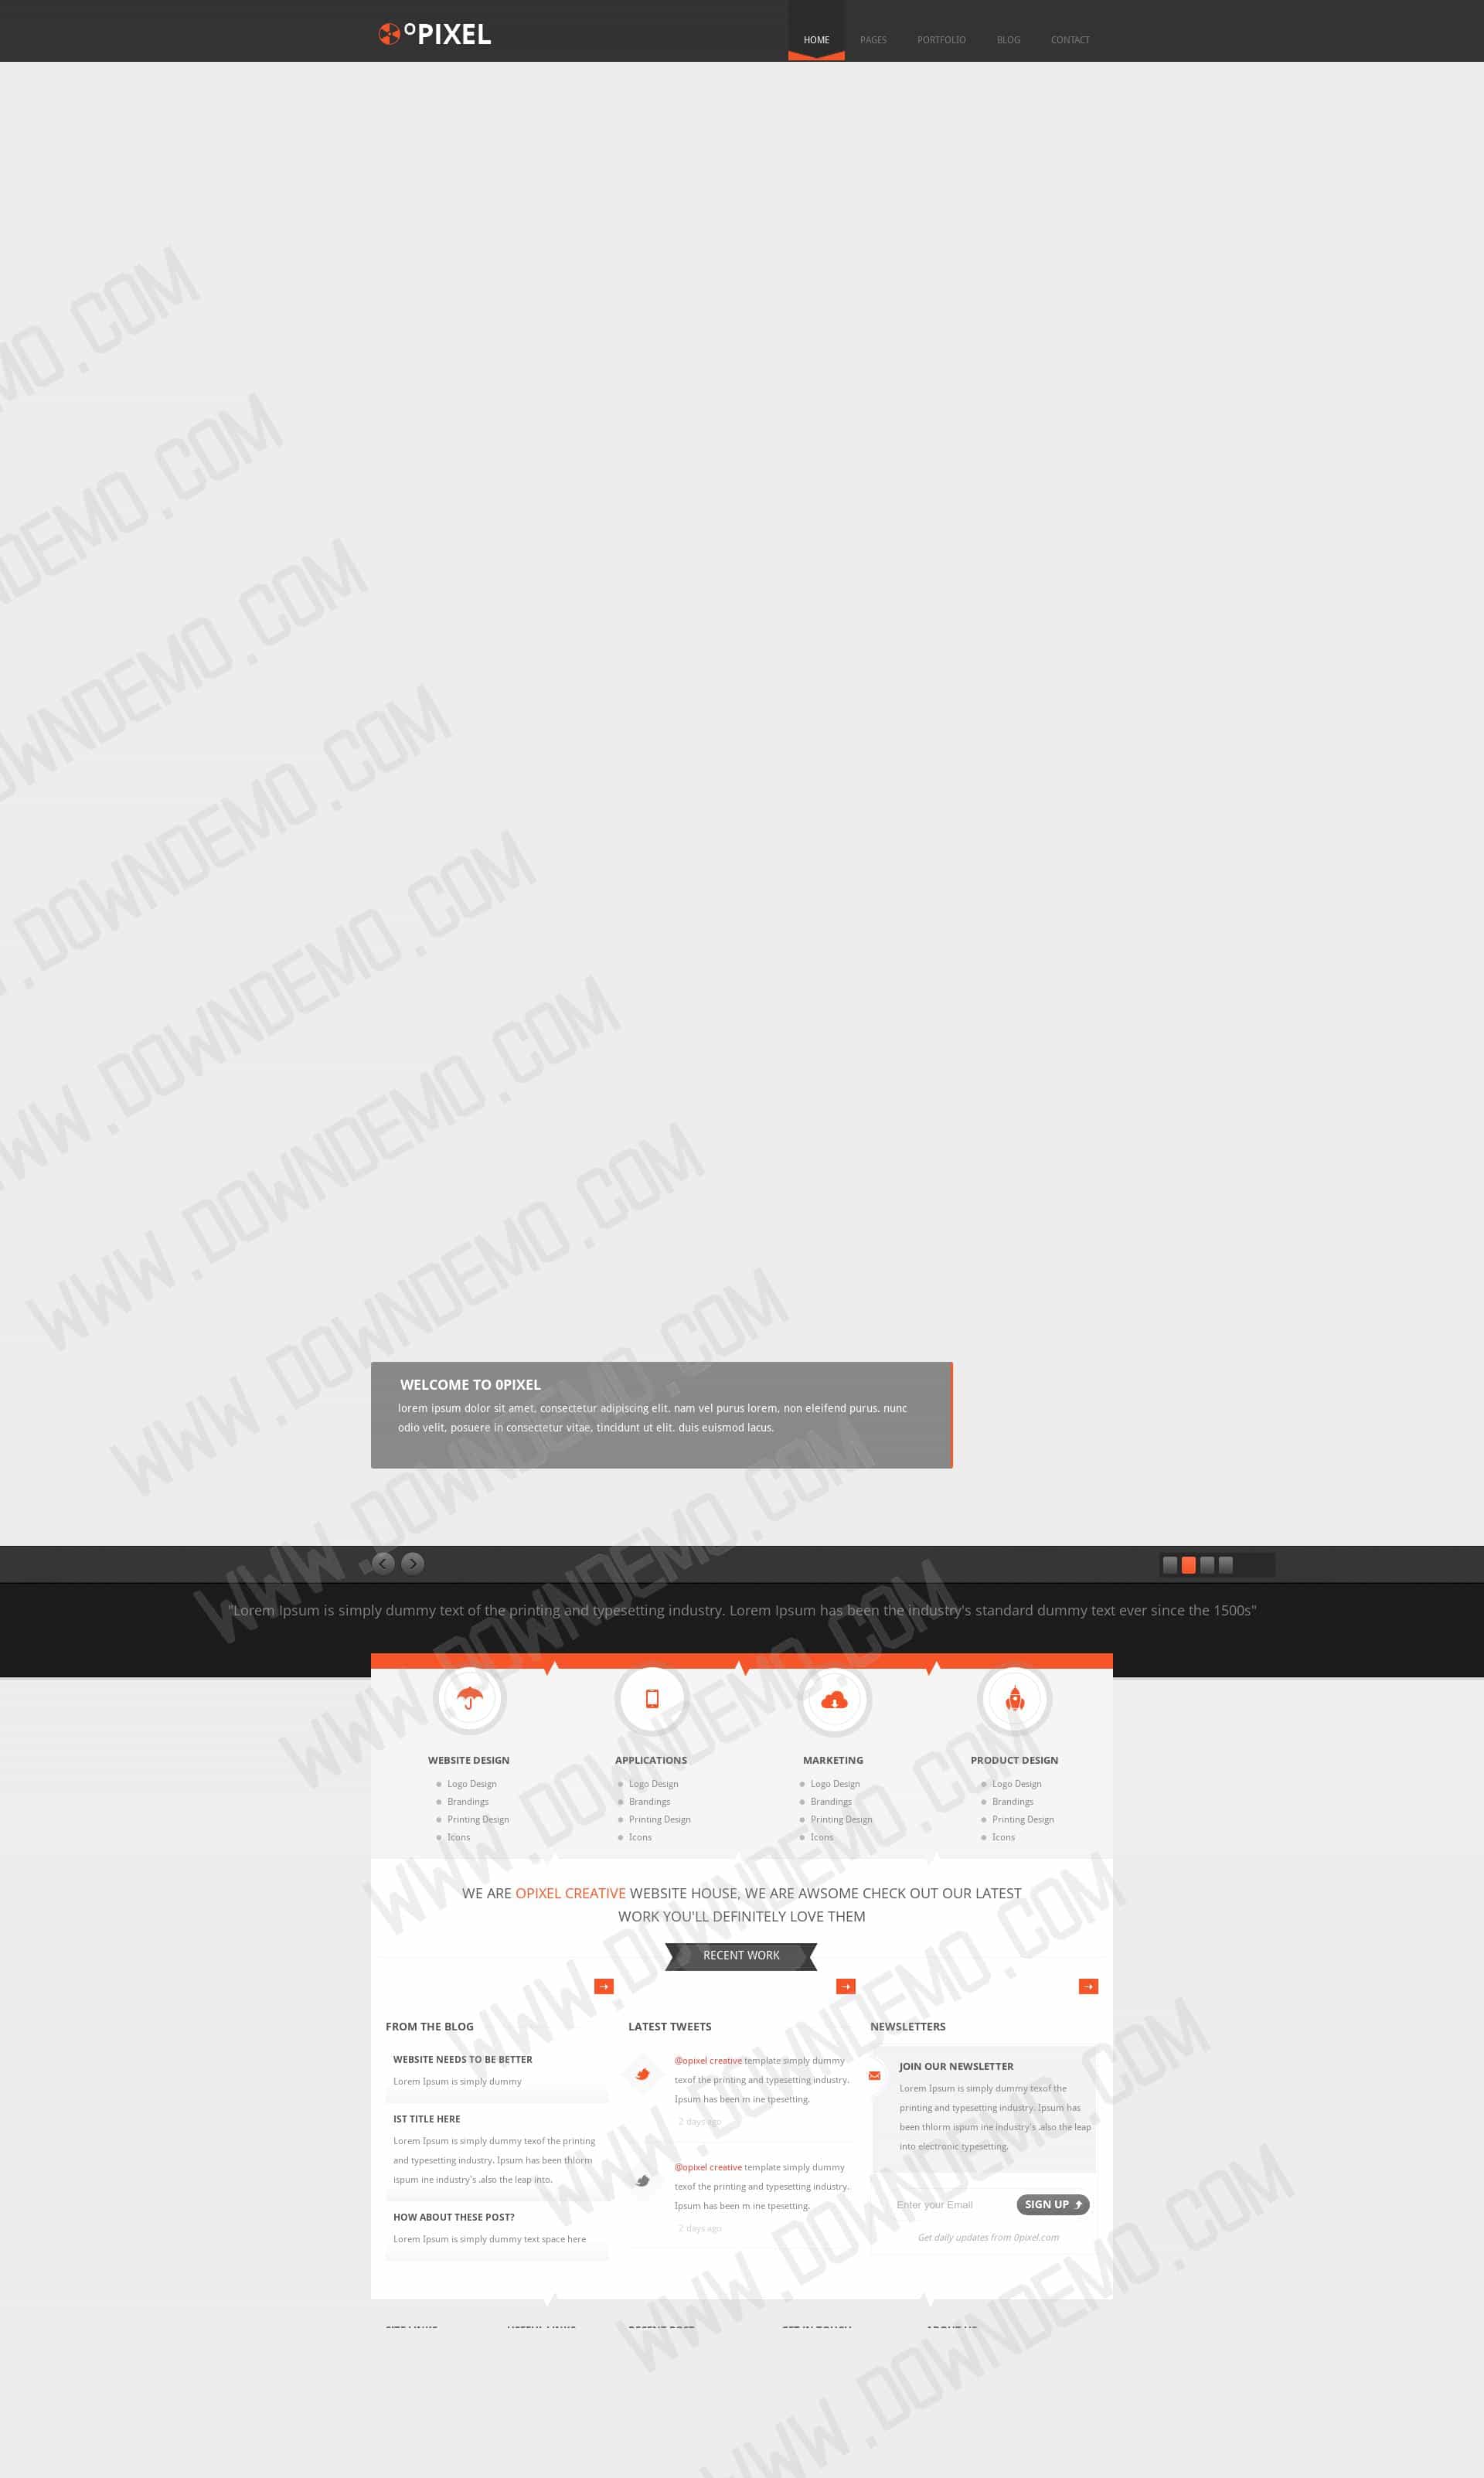 OPIXEL
HOME PAGES PORTFOLIO BLOG CONTACT
WELCOME TO 0PIXEL
lorem ipsum dolor sit amet, consectetur adipiscing elit. nam vel purus lorem, non eleifend purus. nunc
odio velit, posuere in consectetur vitae, tincidunt ut elit. duis euismod lacus.
"Lorem Ipsum is simply dummy text of the printing and typesetting industry. Lorem Ipsum has been the industry's standard dummy text ever since the 1500s"
WEBSITE DESIGN
Logo Design
Brandings
Printing Design
Icons
APPLICATIONS
Logo Design
Brandings
Printing Design
Icons
MARKETING
Logo Design
Brandings
Printing Design
Icons
PRODUCT DESIGN
Logo Design
Brandings
Printing Design
Icons
WE ARE OPIXEL CREATIVE WEBSITE HOUSE, WE ARE AWSOME CHECK OUT OUR LATEST
WORK YOU'LL DEFINITELY LOVE THEM
RECENT WORK
FROM THE BLOG
WEBSITE NEEDS TO BE BETTER
Lorem Ipsum is simply dummy
IST TITLE HERE
Lorem Ipsum is simply dummy texof the printing
and typesetting industry. Ipsum has been thlorm
ispum ine industry's .also the leap into.
HOW ABOUT THESE POST?
Lorem Ipsum is simply dummy text space here
LATEST TWEETS
@opixel creative template simply dummy
texof the printing and typesetting industry.
Ipsum has been m ine tpesetting.
2 days ago
@opixel creative template simply dummy
texof the printing and typesetting industry.
Ipsum has been m ine tpesetting.
2 days ago
NEWSLETTERS
JOIN OUR NEWSLETTER
Lorem Ipsum is simply dummy texof the
printing and typesetting industry. Ipsum has
been thlorm ispum ine industry's .also the leap
into electronic typesetting.
Enter your Email SIGN UP
Get daily updates from 0pixel.com
SITE LINKS USEFUL LINKS RECENT POST GET IN TOUCH ABOUT US
WWW.DOWNDEMO.COM